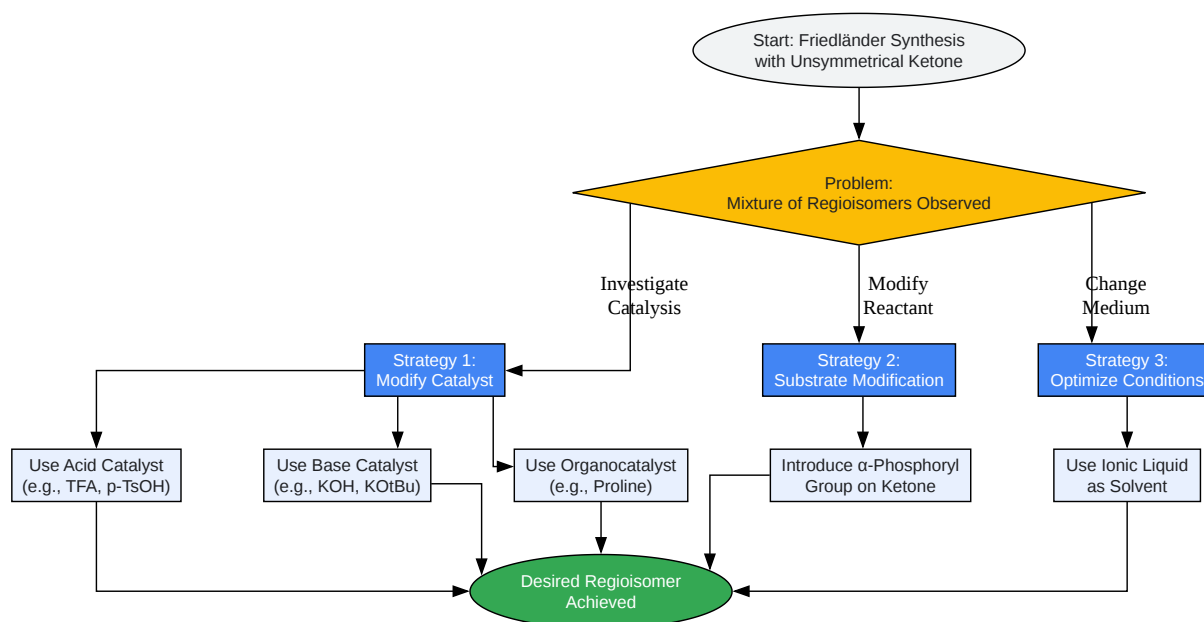 Start: Friedländer Synthesis
with Unsymmetrical Ketone
Problem:
Mixture of Regioisomers Observed
Investigate
Catalysis
Modify
Reactant
Change
Medium
Strategy 1:
Modify Catalyst
Strategy 2:
Substrate Modification
Strategy 3:
Optimize Conditions
Use Acid Catalyst
(e.g., TFA, p-TsOH)
Use Base Catalyst
(e.g., KOH, KOtBu)
Use Organocatalyst
(e.g., Proline)
Introduce α-Phosphoryl
Group on Ketone
Use Ionic Liquid
as Solvent
Desired Regioisomer
Achieved